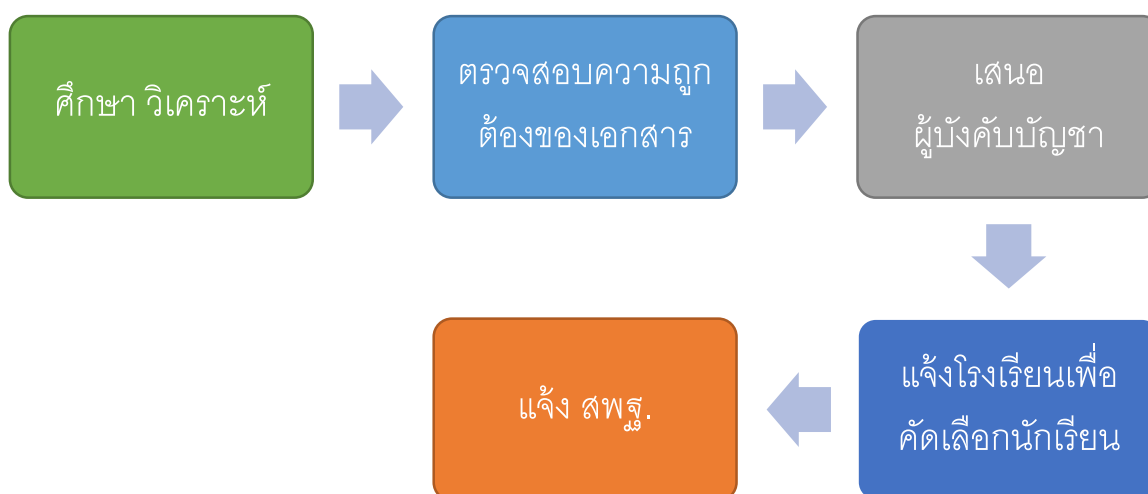 ศึกษา วิเคราะห์
ตรวจสอบความถูก
ต้องของเอกสาร
เสนอ
ผู้บังคับบัญชา
แจ้งโรงเรียนเพื่อ
คัดเลือกนักเรียน
แจ้ง สพฐ.